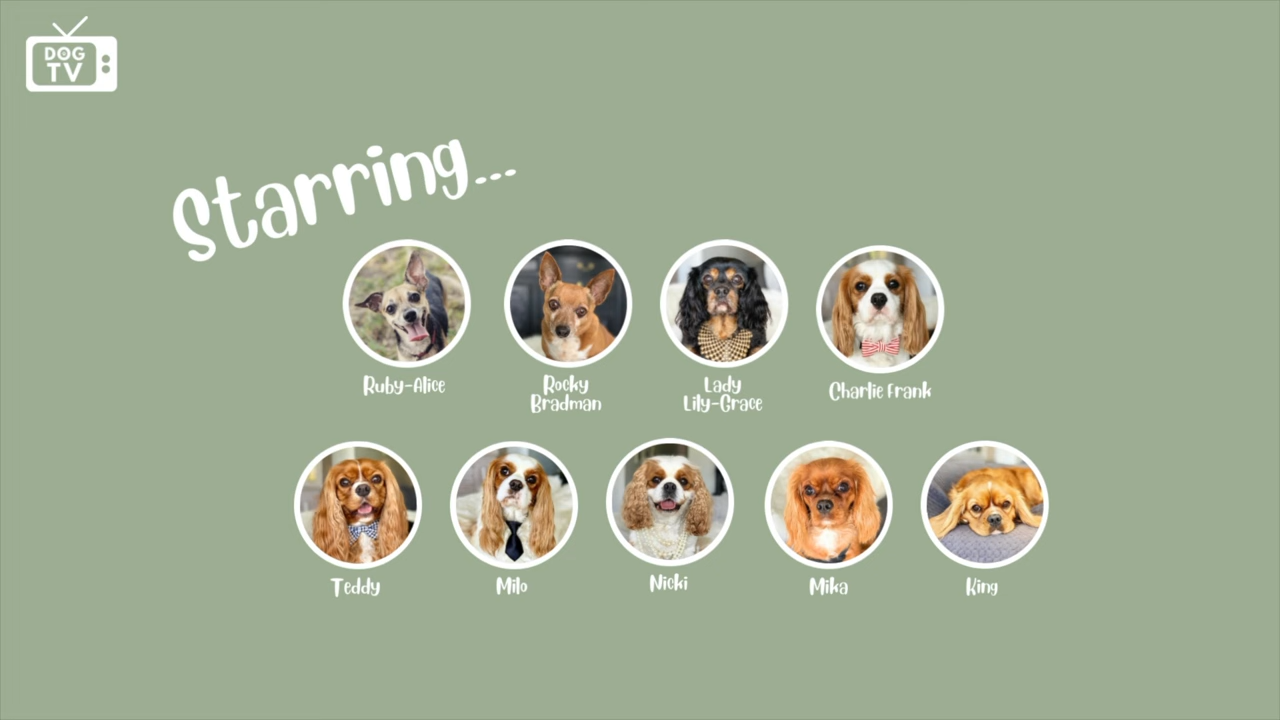 DOG
TV
Starring...
Ruby-Alice
Rocky
Bradman
Lady
Lily-Grace
Charlie Frank
Teddy
Milo
Nicki
Mika
King